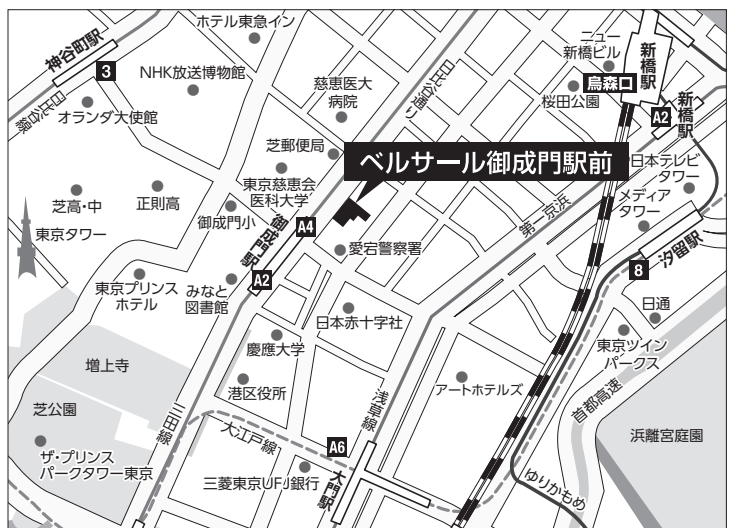 ホテル東急イン
神谷町駅
3
NHK放送博物館
日比谷線
オランダ大使館
慈恵医大
病院
日比谷通り
ニュー
新橋ビル
新橋駅
烏森口
桜田公園
A2
新橋駅
芝郵便局
ベルサール御成門駅前
日本テレビ
タワー
東京慈恵会
医科大学
芝高・中
正則高
御成門小
東京タワー
御成門駅
A4
第一京浜
メディア
タワー
愛宕警察署
8
汐留駅
A2
東京プリンス
ホテル
みなと
図書館
日本赤十字社
日通
慶應大学
東京ツイン
パークス
増上寺
港区役所
浅草線
アートホテルズ
首都高速
芝公園
三田線
大江戸線
A6
浜離宮庭園
ザ・プリンス
パークタワー東京
三菱東京UFJ銀行
大門駅
ゆりかもめ